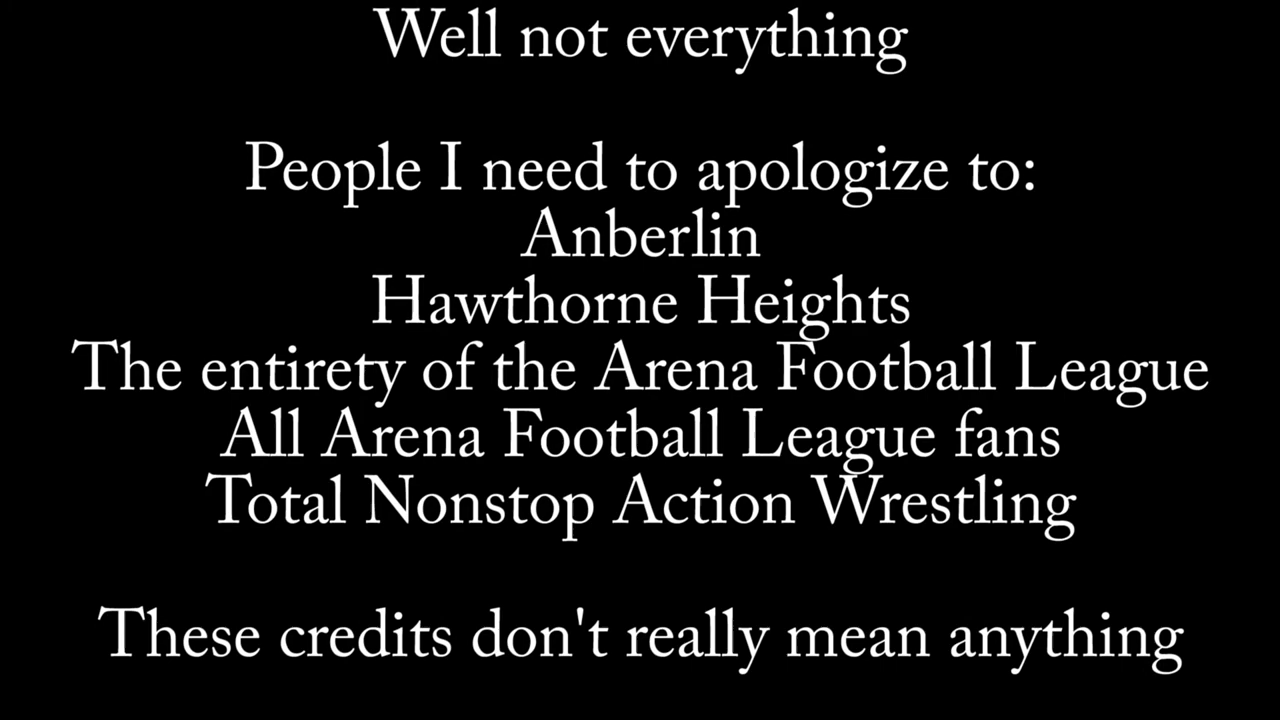 Well not everything
People I need to apologize to:
Anberlin
Hawthorne Heights
The entirety of the Arena Football League
All Arena Football League fans
Total Nonstop Action Wrestling
These credits don't really mean anything